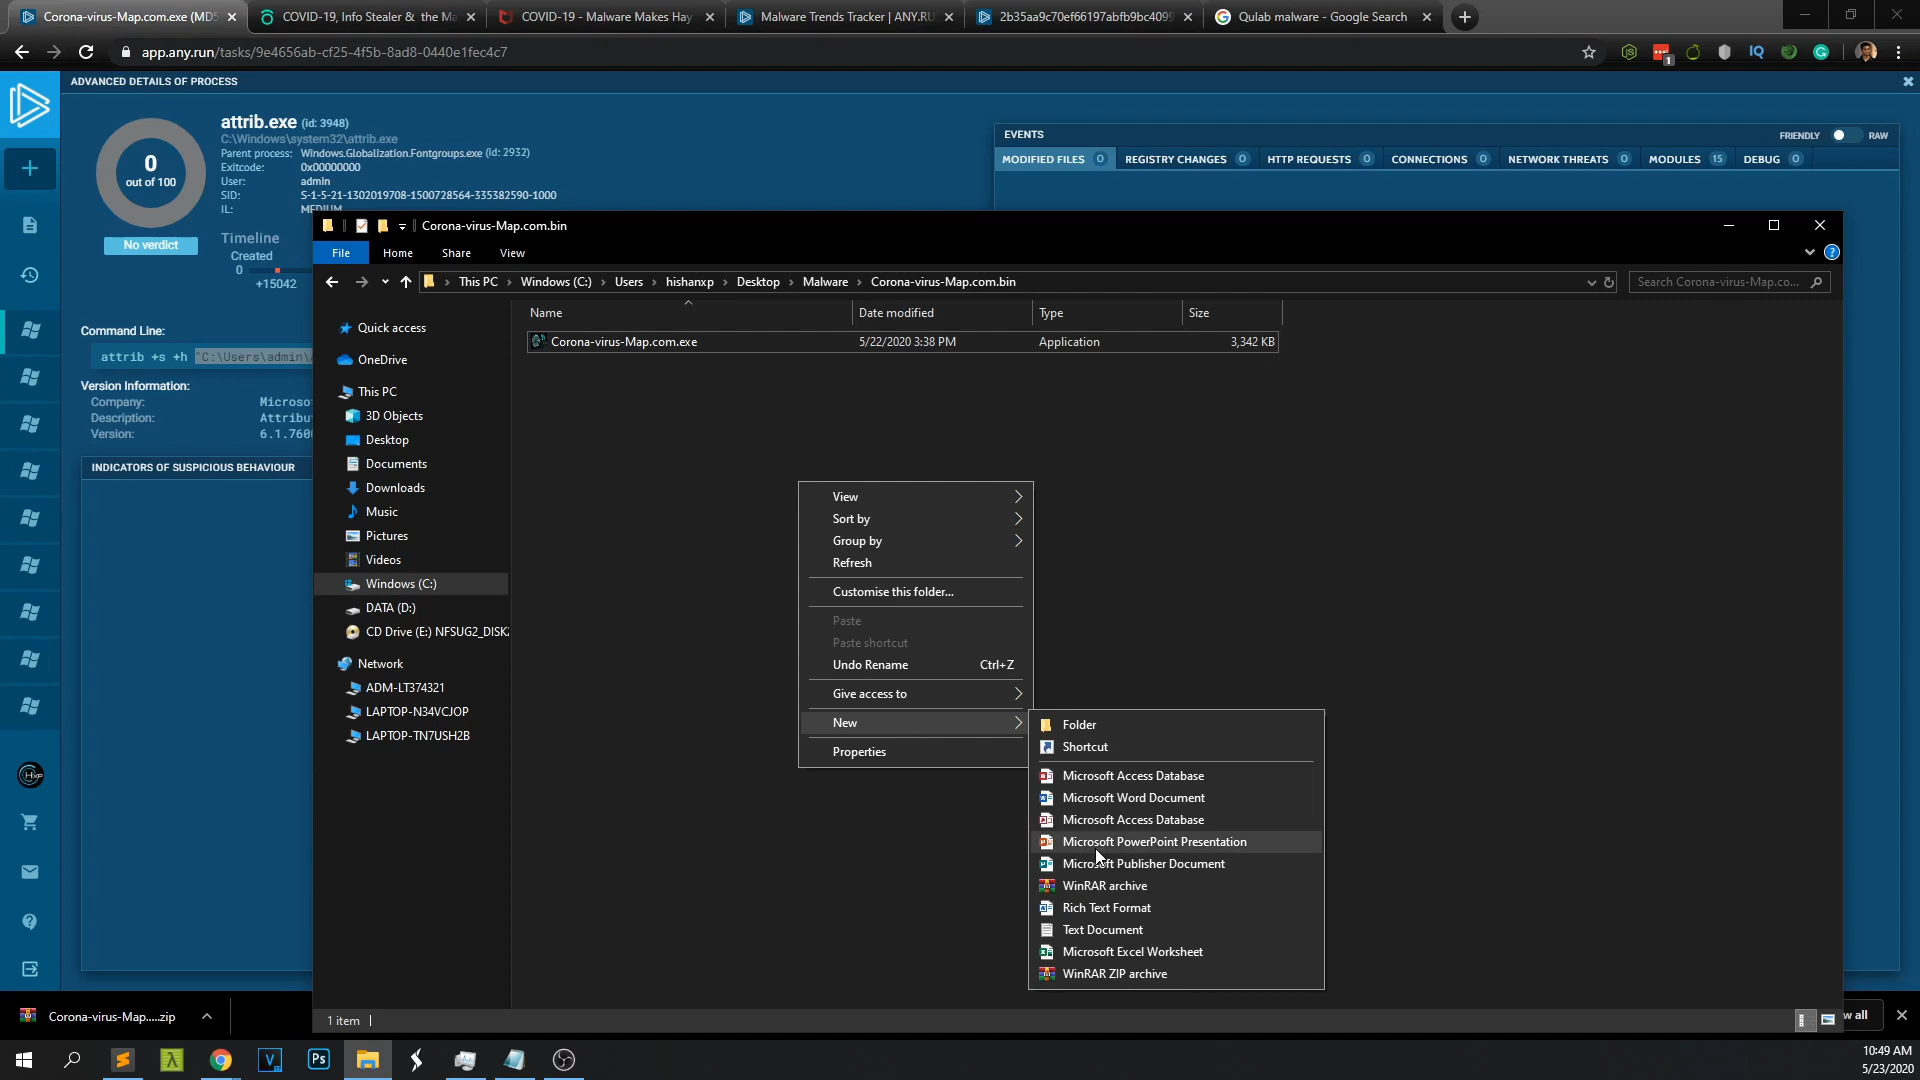 Corona-virus-Map.com.exe (MD5
COVID-19, Info Stealer & the Ma
COVID-19 - Malware Makes Hay
Malware Trends Tracker | ANY.RU
2b35aa9c70ef66197abfb9bc4099
Qulab malware - Google Search
app.any.run/tasks/9e4656ab-cf25-4f5b-8ad8-0440e1fec4c7
IQ
1
ADVANCED DETAILS OF PROCESS
0
out of 100
No verdict
attrib.exe (id: 3948)
C:\Windows\system32\attrib.exe
Parent process: Windows.Globalization.Fontgroups.exe (id: 2932)
Exitcode: 0x00000000
User: admin
SID: S-1-5-21-1302019708-1500728564-335382590-1000
IL: MEDIUM
Timeline
Created
0
+15042
Command Line:
attrib +s +h "C:\Users\admin\
Version Information:
Company: Microso
Description: Attribu
Version: 6.1.760
INDICATORS OF SUSPICIOUS BEHAVIOUR
EVENTS
FRIENDLY RAW
MODIFIED FILES 0
REGISTRY CHANGES 0
HTTP REQUESTS 0
CONNECTIONS 0
NETWORK THREATS 0
MODULES 15
DEBUG 0
Corona-virus-Map.com.bin
File Home Share View
This PC › Windows (C:) › Users › hishanxp › Desktop › Malware › Corona-virus-Map.com.bin
Search Corona-virus-Map.co...
Name Date modified Type Size
Corona-virus-Map.com.exe 5/22/2020 3:38 PM Application 3,342 KB
Quick access
OneDrive
This PC
3D Objects
Desktop
Documents
Downloads
Music
Pictures
Videos
Windows (C:)
DATA (D:)
CD Drive (E:) NFSUG2_DISK2
Network
ADM-LT374321
LAPTOP-N34VCJOP
LAPTOP-TN7USH2B
View
Sort by
Group by
Refresh
Customise this folder...
Paste
Paste shortcut
Undo Rename Ctrl+Z
Give access to
New
Properties
Folder
Shortcut
Microsoft Access Database
Microsoft Word Document
Microsoft Access Database
Microsoft PowerPoint Presentation
Microsoft Publisher Document
WinRAR archive
Rich Text Format
Text Document
Microsoft Excel Worksheet
WinRAR ZIP archive
1 item
Corona-virus-Map.....zip
w all
Ps
10:49 AM
5/23/2020